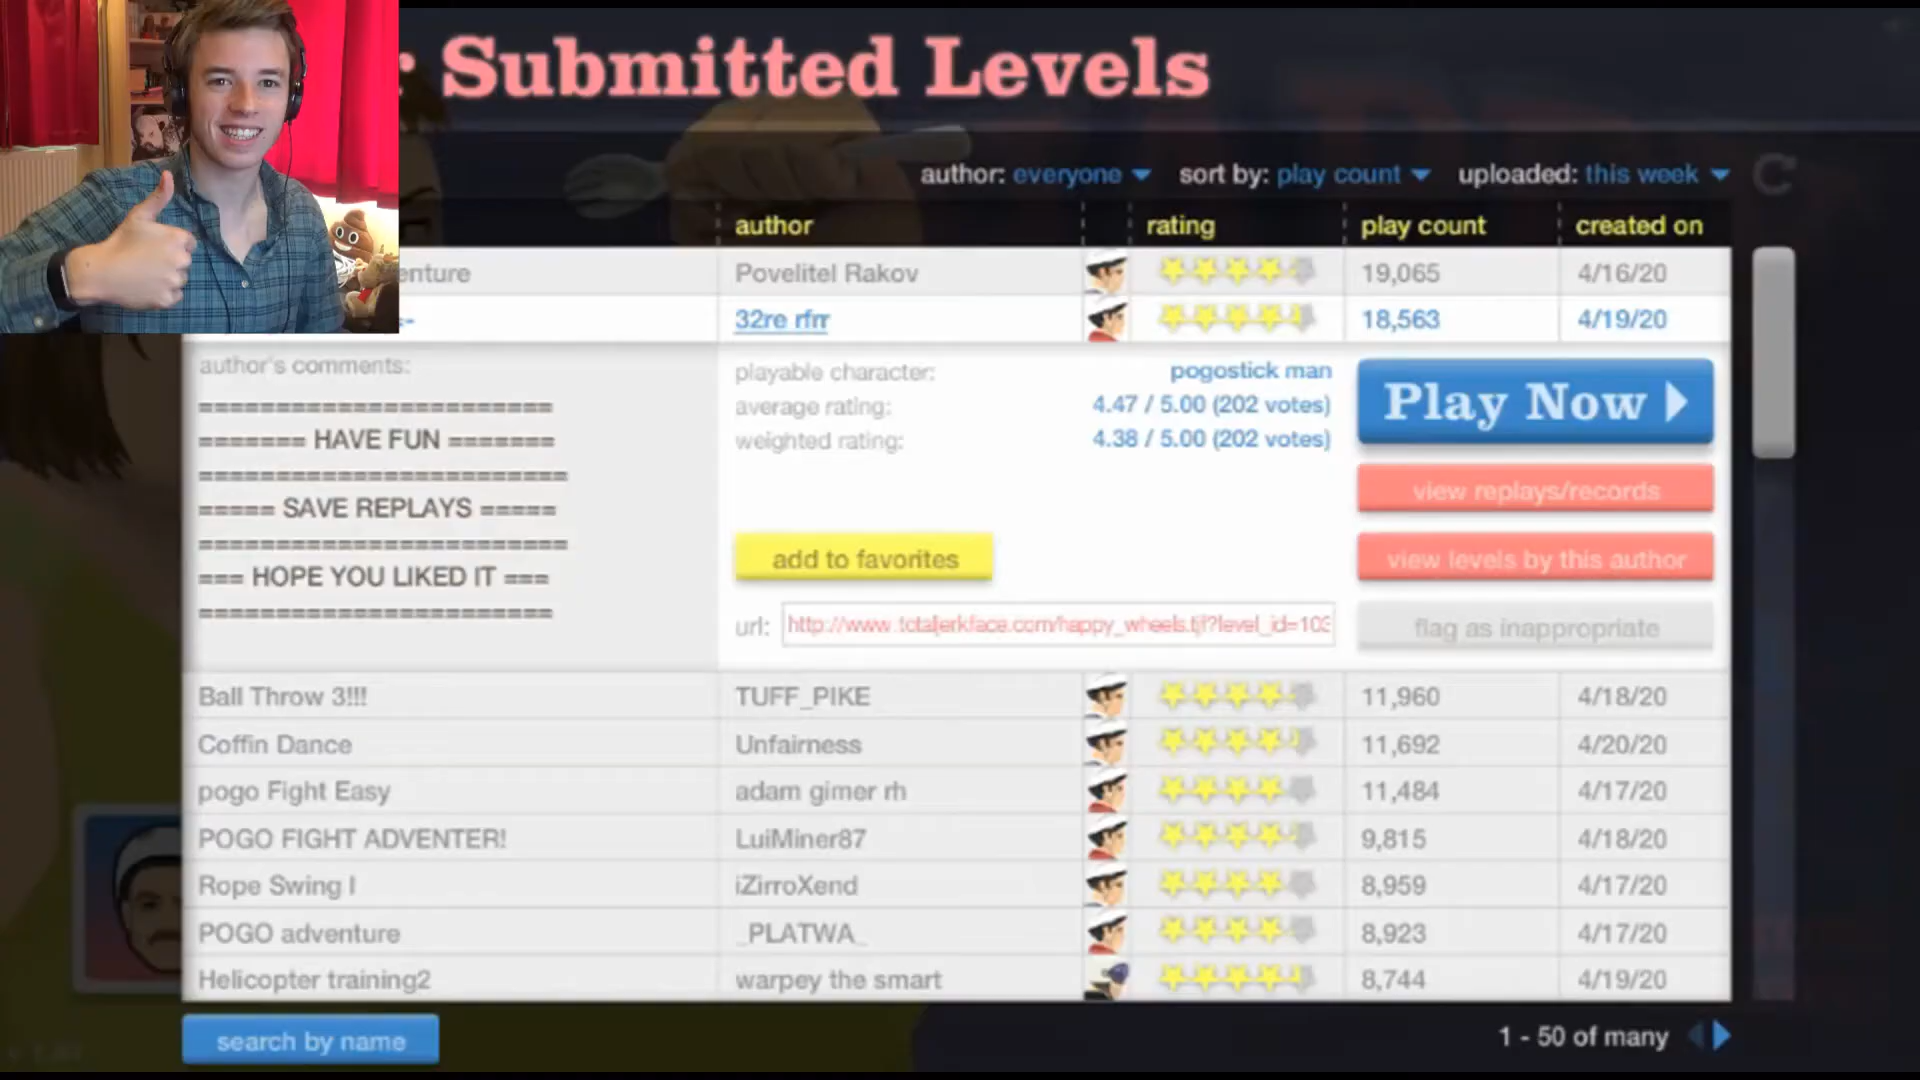 Submitted Levels
author: everyone sort by: play count uploaded: this week
author rating play count created on
enture Povelitel Rakov 19,065 4/16/20
32re rfrr 18,563 4/19/20
author's comments:
=======================
======= HAVE FUN =======
========================
===== SAVE REPLAYS =====
========================
=== HOPE YOU LIKED IT ===
=======================
playable character: pogostick man
average rating: 4.47 / 5.00 (202 votes)
weighted rating: 4.38 / 5.00 (202 votes)
add to favorites
url: http://www.totaljerkface.com/happy_wheels.tjf?level_id=103
Play Now
view replays/records
view levels by this author
flag as inappropriate
Ball Throw 3!!! TUFF_PIKE 11,960 4/18/20
Coffin Dance Unfairness 11,692 4/20/20
pogo Fight Easy adam gimer rh 11,484 4/17/20
POGO FIGHT ADVENTER! LuiMiner87 9,815 4/18/20
Rope Swing I iZirroXend 8,959 4/17/20
POGO adventure _PLATWA_ 8,923 4/17/20
Helicopter training2 warpey the smart 8,744 4/19/20
search by name
1 - 50 of many